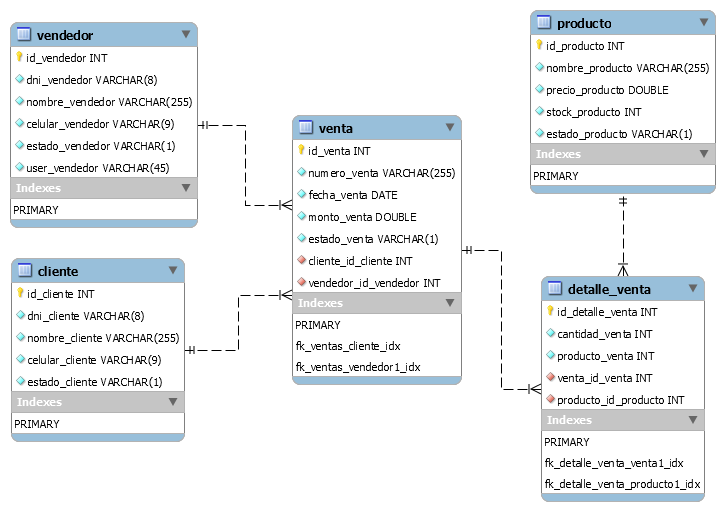 vendedor
id_vendedor INT
dni_vendedor VARCHAR(8)
nombre_vendedor VARCHAR(255)
celular_vendedor VARCHAR(9)
estado_vendedor VARCHAR(1)
user_vendedor VARCHAR(45)
Indexes
PRIMARY
cliente
id_cliente INT
dni_cliente VARCHAR(8)
nombre_cliente VARCHAR(255)
celular_cliente VARCHAR(9)
estado_cliente VARCHAR(1)
Indexes
PRIMARY
venta
id_venta INT
numero_venta VARCHAR(255)
fecha_venta DATE
monto_venta DOUBLE
estado_venta VARCHAR(1)
cliente_id_cliente INT
vendedor_id_vendedor INT
Indexes
PRIMARY
fk_ventas_cliente_idx
fk_ventas_vendedor1_idx
producto
id_producto INT
nombre_producto VARCHAR(255)
precio_producto DOUBLE
stock_producto INT
estado_producto VARCHAR(1)
Indexes
PRIMARY
detalle_venta
id_detalle_venta INT
cantidad_venta INT
producto_venta INT
venta_id_venta INT
producto_id_producto INT
Indexes
PRIMARY
fk_detalle_venta_venta1_idx
fk_detalle_venta_producto1_idx